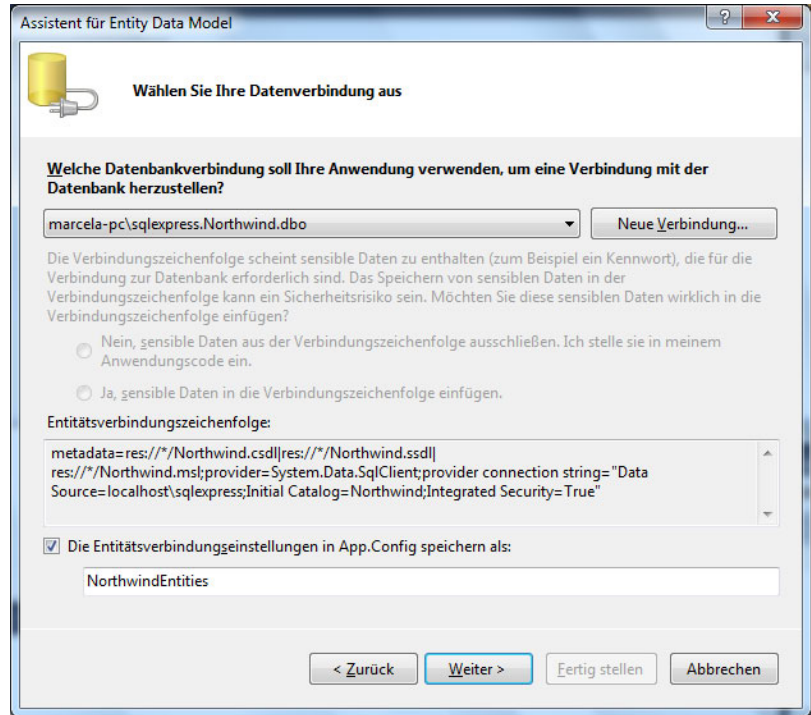 Assistent für Entity Data Model
Wählen Sie Ihre Datenverbindung aus
Welche Datenbankverbindung soll Ihre Anwendung verwenden, um eine Verbindung mit der
Datenbank herzustellen?
marcela-pc\sqlexpress.Northwind.dbo
Neue Verbindung...
Die Verbindungszeichenfolge scheint sensible Daten zu enthalten (zum Beispiel ein Kennwort), die für die
Verbindung zur Datenbank erforderlich sind. Das Speichern von sensiblen Daten in der
Verbindungszeichenfolge kann ein Sicherheitsrisiko sein. Möchten Sie diese sensiblen Daten wirklich in die
Verbindungszeichenfolge einfügen?
Nein, sensible Daten aus der Verbindungszeichenfolge ausschließen. Ich stelle sie in meinem
Anwendungscode ein.
Ja, sensible Daten in die Verbindungszeichenfolge einfügen.
Entitätsverbindungszeichenfolge:
metadata=res://*/Northwind.csdl|res://*/Northwind.ssdl|
res://*/Northwind.msl;provider=System.Data.SqlClient;provider connection string="Data
Source=localhost\sqlexpress;Initial Catalog=Northwind;Integrated Security=True"
Die Entitätsverbindungseinstellungen in App.Config speichern als:
NorthwindEntities
< Zurück
Weiter >
Fertig stellen
Abbrechen